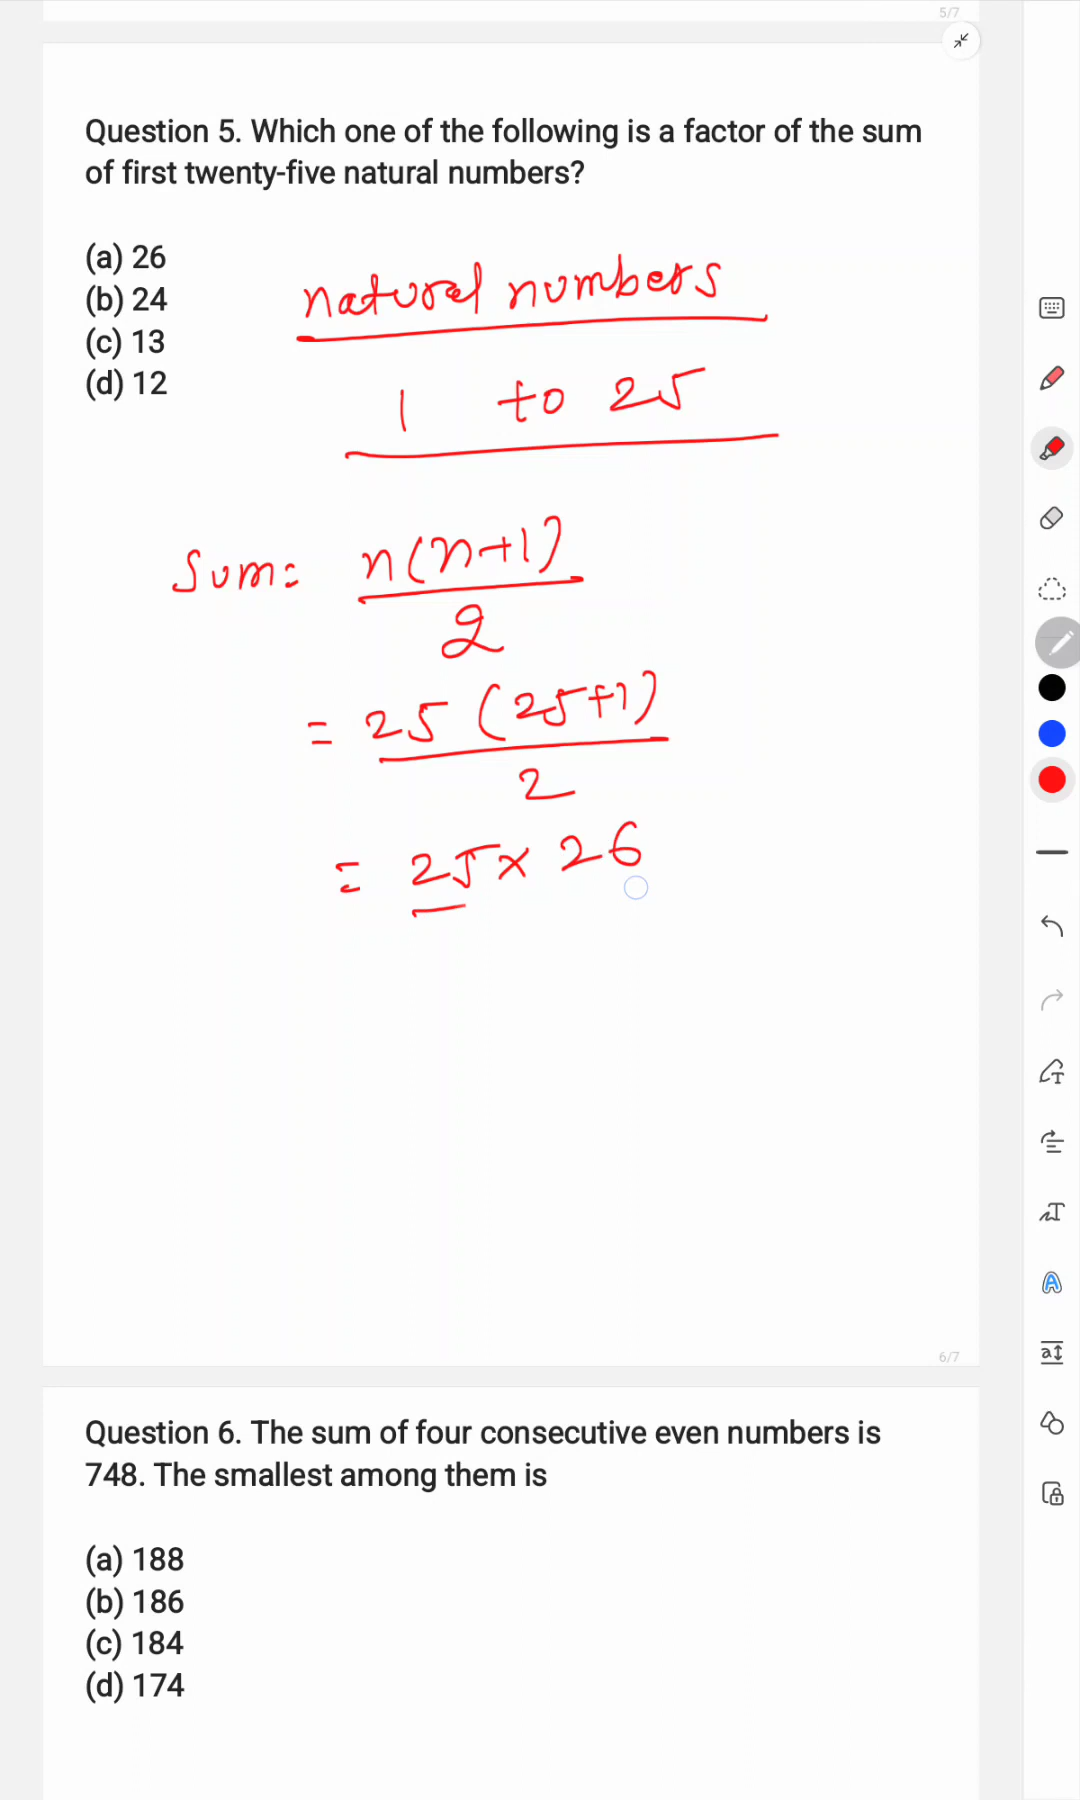 5/7
Question 5. Which one of the following is a factor of the sum
of first twenty-five natural numbers?
(a) 26
(b) 24
(c) 13
(d) 12
natural numbers
1 to 25
Sum= n(n+1)
2
= 25 (25+1)
2
= 25 x 26
6/7
Question 6. The sum of four consecutive even numbers is
748. The smallest among them is
(a) 188
(b) 186
(c) 184
(d) 174